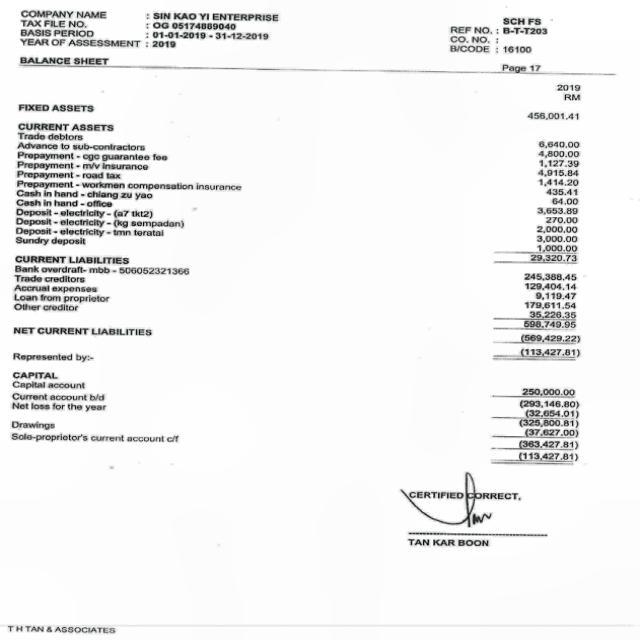 COMPANY NAME : SIN KAO YI ENTERPRISE
TAX FILE NO. : OG 05174889040
BASIS PERIOD : 01-01-2019 - 31-12-2019
YEAR OF ASSESSMENT : 2019
SCH FS
REF NO. : B-T-T203
CO. NO. :
B/CODE : 16100
BALANCE SHEET
Page 17
2019
RM
FIXED ASSETS 456,001.41
CURRENT ASSETS
Trade debtors 6,640.00
Advance to sub-contractors 4,800.00
Prepayment - cgc guarantee fee 1,127.39
Prepayment - m/v insurance 4,915.84
Prepayment - road tax 1,414.20
Prepayment - workmen compensation insurance 435.41
Cash in hand - chiang zu yao 64.00
Cash in hand - office 3,653.89
Deposit - electricity - (a7 tkt2) 270.00
Deposit - electricity - (kg sempadan) 2,000.00
Deposit - electricity - tmn teratai 3,000.00
Sundry deposit 1,000.00
29,320.73
CURRENT LIABILITIES
Bank overdraft- mbb - 506052321366 245,388.45
Trade creditors 129,404.14
Accrual expenses 9,119.47
Loan from proprietor 179,611.54
Other creditor 35,226.35
598,749.95
NET CURRENT LIABILITIES (569,429.22)
(113,427.81)
Represented by:-
CAPITAL
Capital account 250,000.00
Current account b/d (293,146.80)
Net loss for the year (32,654.01)
(325,800.81)
Drawings (37,627.00)
Sole-proprietor's current account c/f (363,427.81)
(113,427.81)
CERTIFIED CORRECT,
TAN KAR BOON
T H TAN & ASSOCIATES